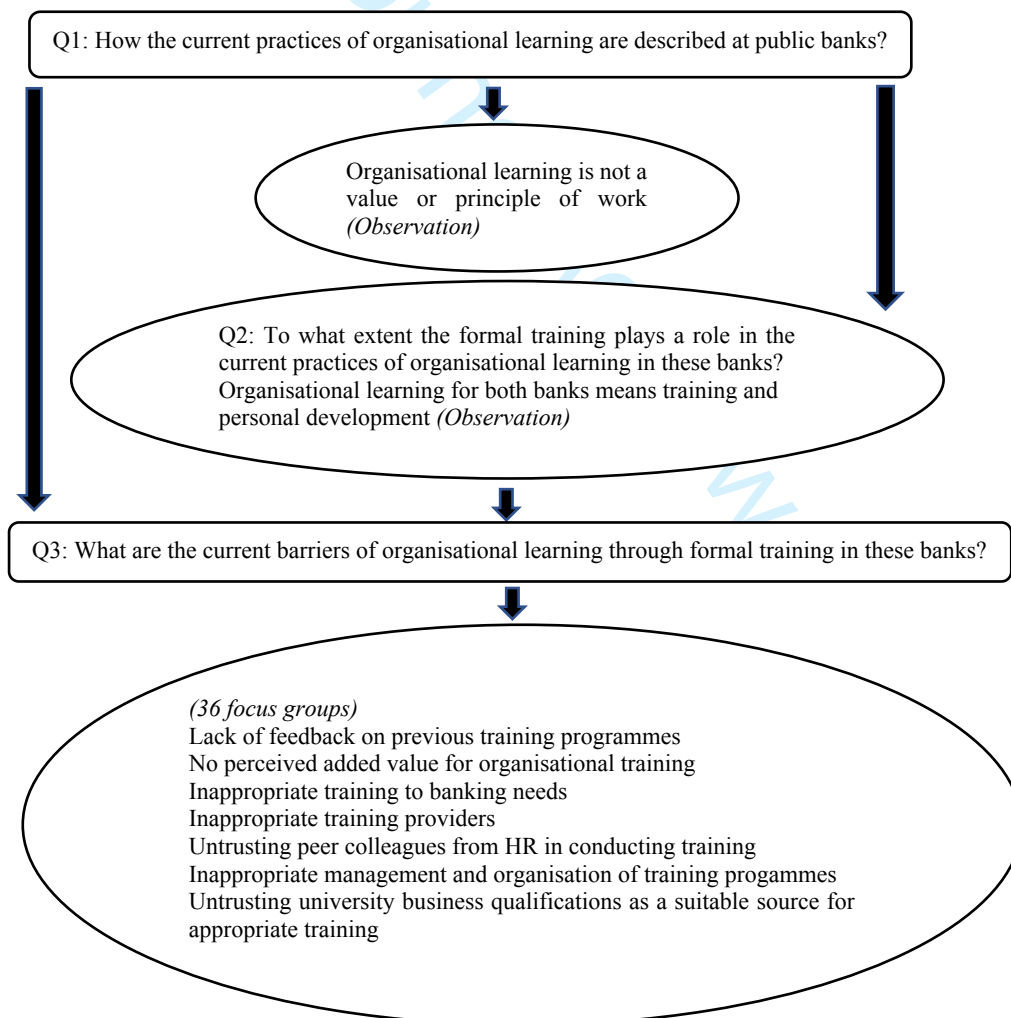 Q1: How the current practices of organisational learning are described at public banks?
Organisational learning is not a
value or principle of work
(Observation)
Q2: To what extent the formal training plays a role in the
current practices of organisational learning in these banks?
Organisational learning for both banks means training and
personal development (Observation)
Q3: What are the current barriers of organisational learning through formal training in these banks?
(36 focus groups)
Lack of feedback on previous training programmes
No perceived added value for organisational training
Inappropriate training to banking needs
Inappropriate training providers
Untrusting peer colleagues from HR in conducting training
Inappropriate management and organisation of training progammes
Untrusting university business qualifications as a suitable source for
appropriate training